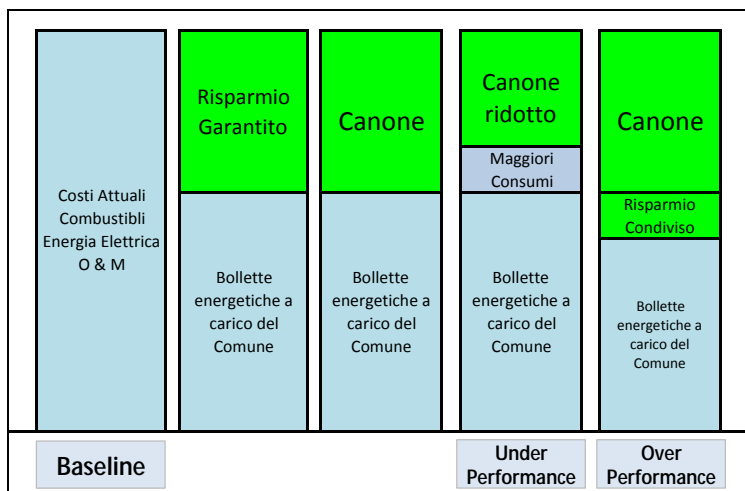 Costi Attuali
Combustibli
Energia Elettrica
O & M
Risparmio
Garantito
Bollette
energetiche a
carico del
Comune
Canone
Bollette
energetiche a
carico del
Comune
Canone
ridotto
Maggiori
Consumi
Bollette
energetiche a
carico del
Comune
Canone
Risparmio
Condiviso
Bollette
energetiche a
carico del
Comune
Baseline
Under
Performance
Over
Performance